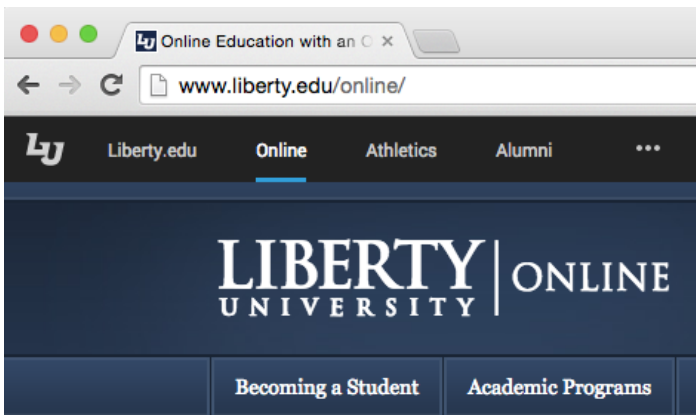 LU Online Education with an O
www.liberty.edu/online/
LU Liberty.edu Online Athletics Alumni •••
LIBERTY UNIVERSITY | ONLINE
Becoming a Student Academic Programs